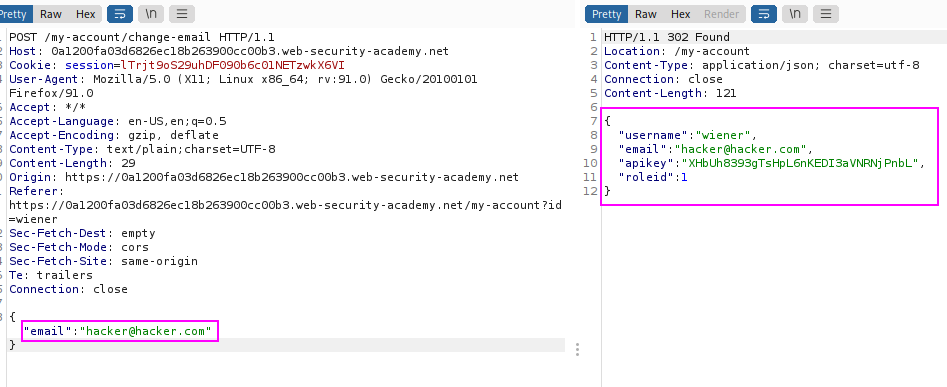 Pretty Raw Hex \n
POST /my-account/change-email HTTP/1.1
Host: 0a1200fa03d6826ec18b263900cc00b3.web-security-academy.net
Cookie: session=lTrjt9oS29uhDF090b6c01NETzwkX6VI
User-Agent: Mozilla/5.0 (X11; Linux x86_64; rv:91.0) Gecko/20100101
Firefox/91.0
Accept: */*
Accept-Language: en-US,en;q=0.5
Accept-Encoding: gzip, deflate
Content-Type: text/plain;charset=UTF-8
Content-Length: 29
Origin: https://0a1200fa03d6826ec18b263900cc00b3.web-security-academy.net
Referer:
https://0a1200fa03d6826ec18b263900cc00b3.web-security-academy.net/my-account?id
=wiener
Sec-Fetch-Dest: empty
Sec-Fetch-Mode: cors
Sec-Fetch-Site: same-origin
Te: trailers
Connection: close
{
"email":"hacker@hacker.com"
}
Pretty Raw Hex Render \n
1 HTTP/1.1 302 Found
2 Location: /my-account
3 Content-Type: application/json; charset=utf-8
4 Connection: close
5 Content-Length: 121
6
7 {
8 "username":"wiener",
9 "email":"hacker@hacker.com",
10 "apikey":"XHbUh8393gTsHpL6nKEDI3aVNRNjPnbL",
11 "roleid":1
12 }